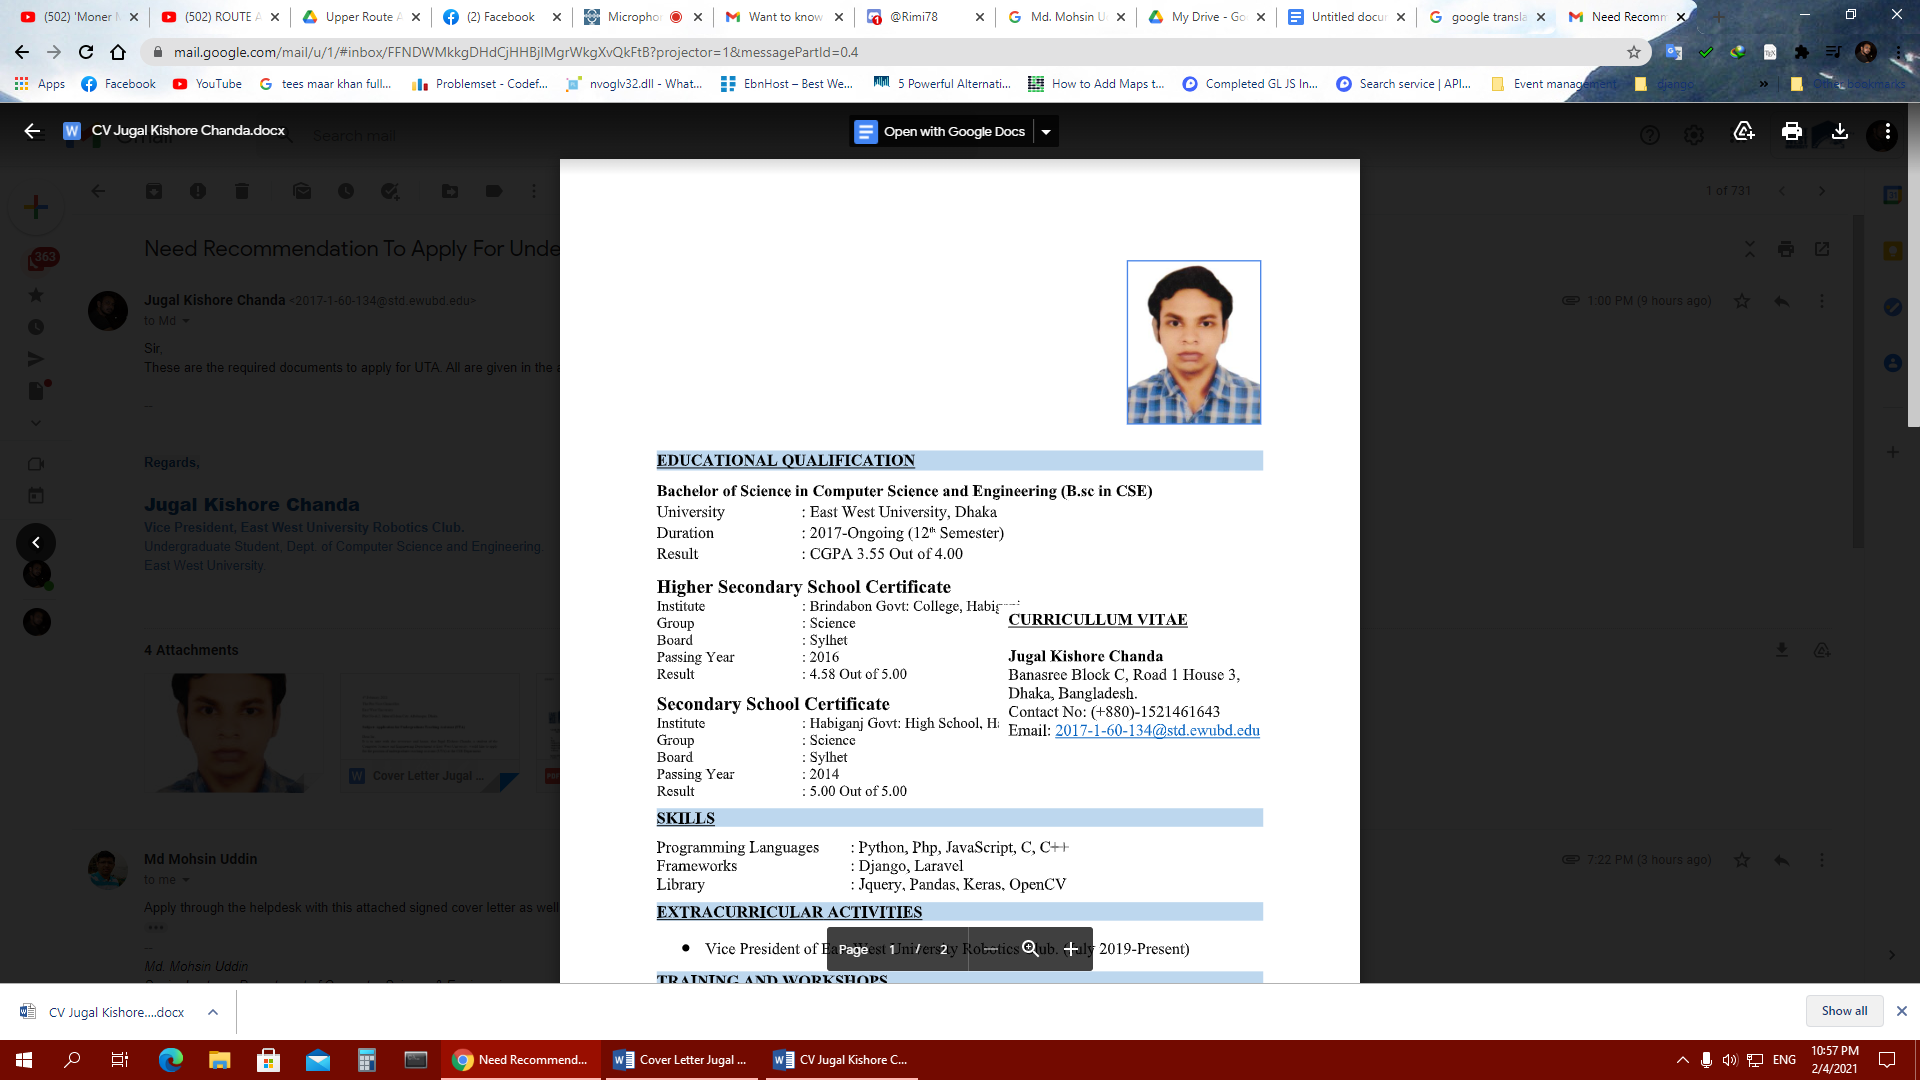 (502) 'Moner M
(502) ROUTE A
Upper Route A
(2) Facebook
Microphon
Want to know
@Rimi78
Md. Mohsin U
My Drive - Go
Untitled docur
google transla
Need Recomm
mail.google.com/mail/u/1/#inbox/FFNDWMkkgDHdCjHHBjlMgrWkgXvQkFtB?projector=1&messagePartId=0.4
Apps
Facebook
YouTube
tees maar khan full...
Problemset - Codef...
nvoglv32.dll - What...
EbnHost – Best We...
5 Powerful Alternati...
How to Add Maps t...
Completed GL JS In...
Search service | API...
Event management
django
Other bookmarks
CV Jugal Kishore Chanda.docx
Search mail
Open with Google Docs
1 of 731
Need Recommendation To Apply For Unde
363
Jugal Kishore Chanda <2017-1-60-134@std.ewubd.edu>
1:00 PM (9 hours ago)
to Md
Sir,
These are the required documents to apply for UTA. All are given in the a
Regards,
Jugal Kishore Chanda
Vice President, East West University Robotics Club.
Undergraduate Student, Dept. of Computer Science and Engineering.
East West University.
4 Attachments
Cover Letter Jugal ...
PDF
Md Mohsin Uddin
7:22 PM (3 hours ago)
to me
Apply through the helpdesk with this attached signed cover letter as well
Md. Mohsin Uddin
EDUCATIONAL QUALIFICATION
Bachelor of Science in Computer Science and Engineering (B.sc in CSE)
University : East West University, Dhaka
Duration : 2017-Ongoing (12th Semester)
Result : CGPA 3.55 Out of 4.00
Higher Secondary School Certificate
Institute : Brindabon Govt: College, Habiganj
Group : Science
Board : Sylhet
Passing Year : 2016
Result : 4.58 Out of 5.00
CURRICULLUM VITAE
Jugal Kishore Chanda
Banasree Block C, Road 1 House 3,
Dhaka, Bangladesh.
Contact No: (+880)-1521461643
Email: 2017-1-60-134@std.ewubd.edu
Secondary School Certificate
Institute : Habiganj Govt: High School, Ha
Group : Science
Board : Sylhet
Passing Year : 2014
Result : 5.00 Out of 5.00
SKILLS
Programming Languages : Python, Php, JavaScript, C, C++
Frameworks : Django, Laravel
Library : Jquery, Pandas, Keras, OpenCV
EXTRACURRICULAR ACTIVITIES
Vice President of East West University Robotics Club. (July 2019-Present)
Page 1 / 2
TRAINING AND WORKSHOPS
CV Jugal Kishore....docx
Show all
Need Recommend...
Cover Letter Jugal ...
CV Jugal Kishore C...
ENG
10:57 PM
2/4/2021